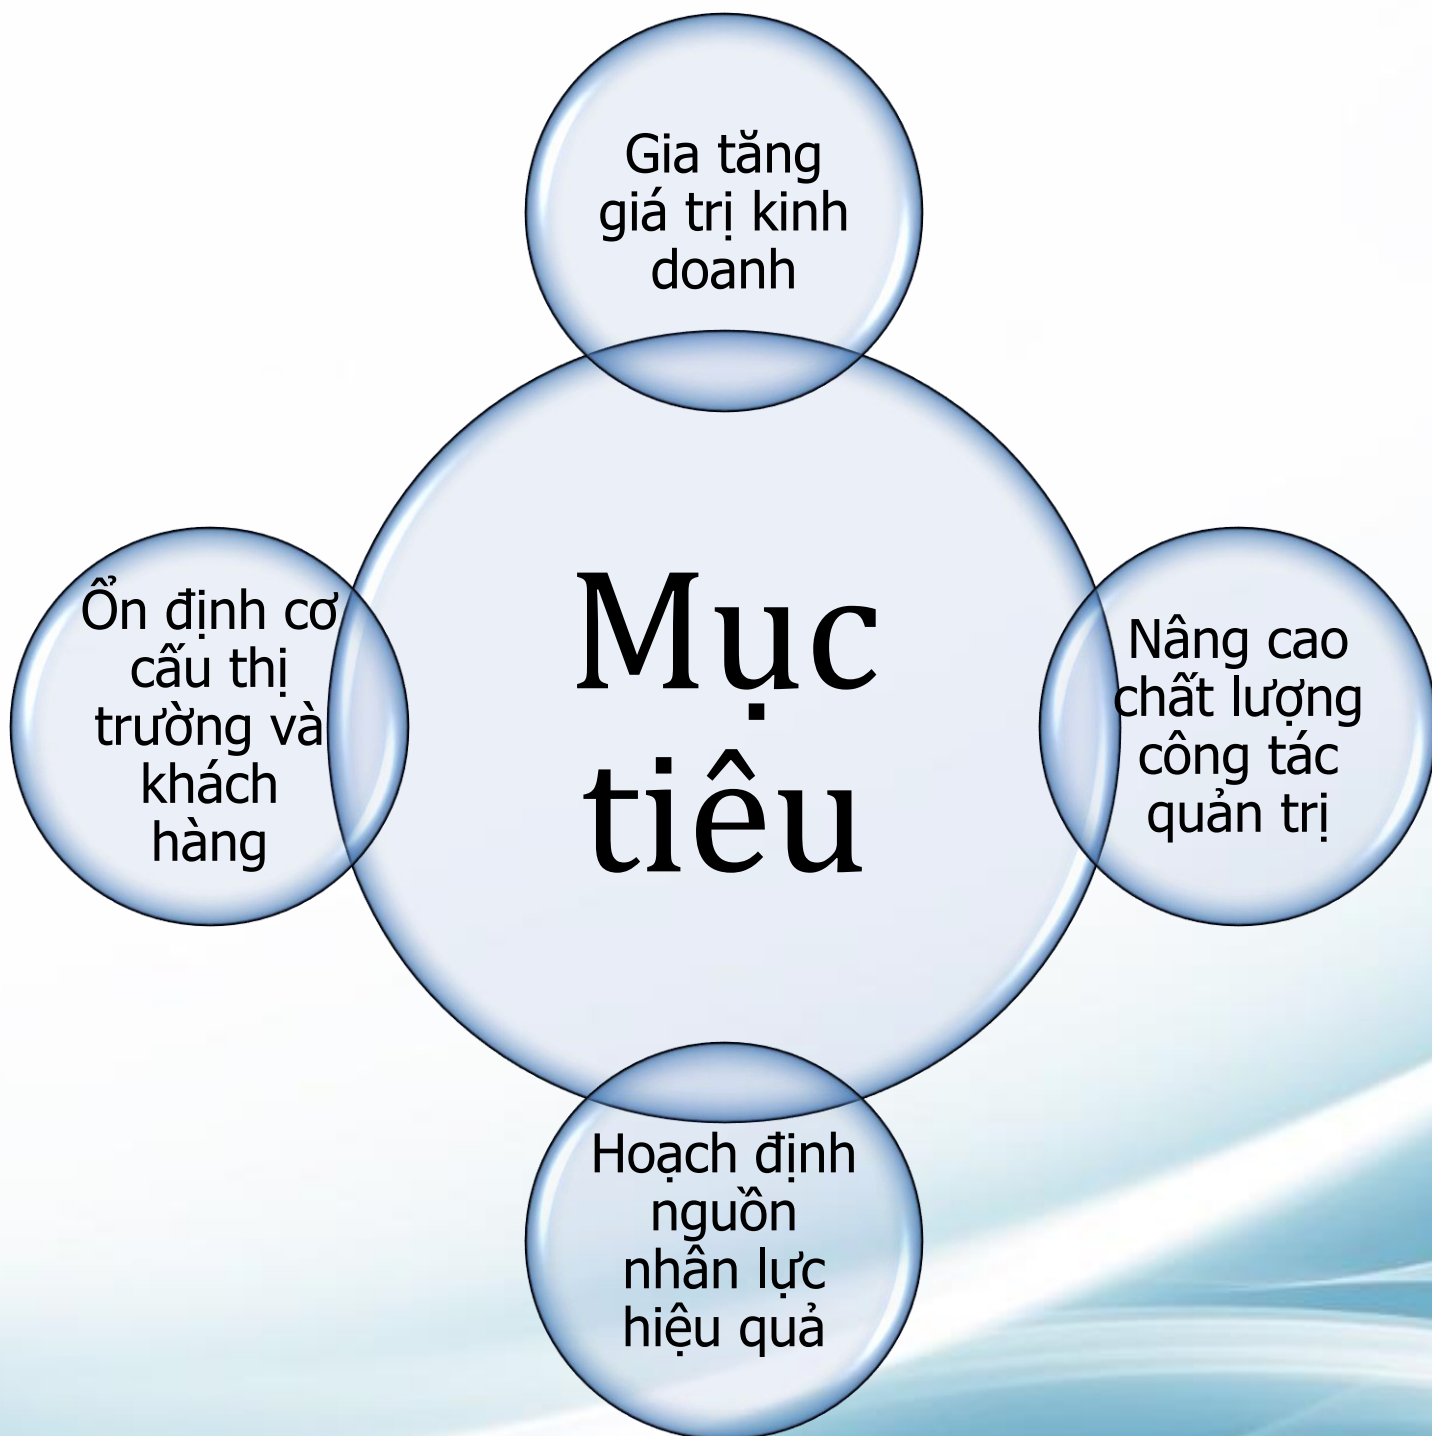 Gia tăng
giá trị kinh
doanh
Ổn định cơ
cấu thị
trường và
khách
hàng
Mục
tiêu
Nâng cao
chất lượng
công tác
quản trị
Hoạch định
nguồn
nhân lực
hiệu quả